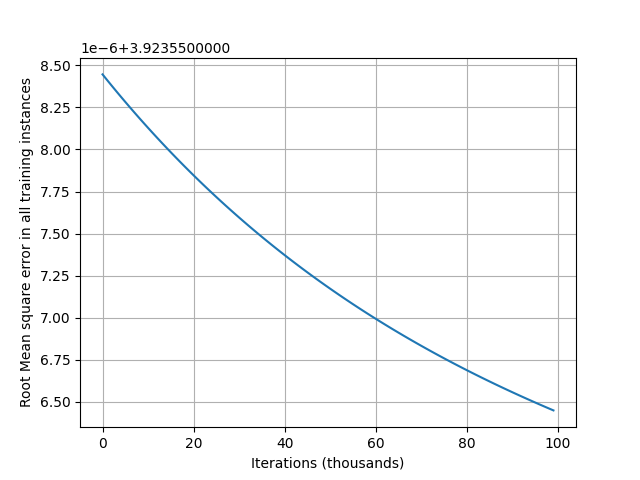 1e−6+3.9235500000
8.50
8.25
8.00
7.75
7.50
7.25
7.00
6.75
6.50
Root Mean square error in all training instances
0 20 40 60 80 100
Iterations (thousands)